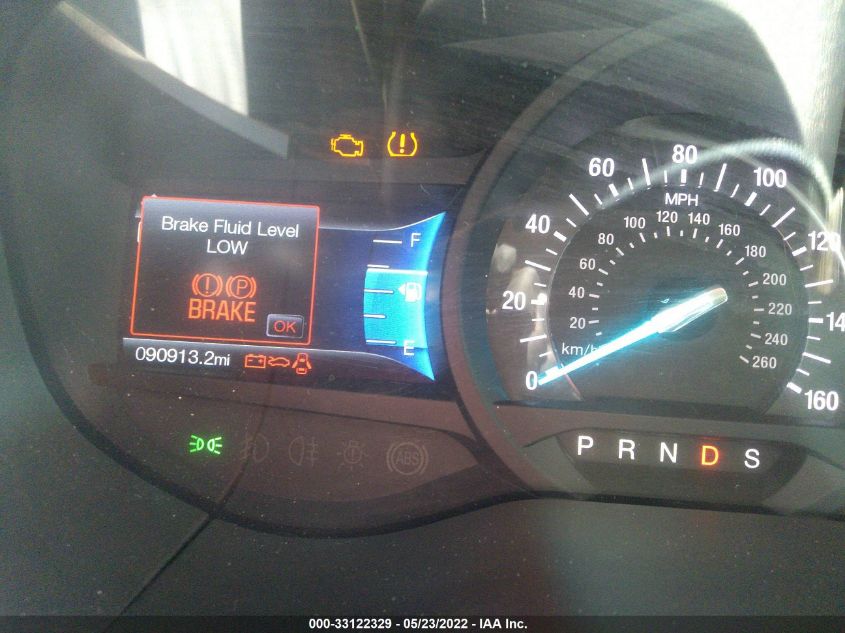 Brake Fluid Level
LOW
P
BRAKE
OK
090913.2mi
F
E
ABS
0
20
40
60
80
100
120
14
160
MPH
20
40
60
80
100
120
140
160
180
200
220
240
260
km/h
P R N D S
000-33122329 - 05/23/2022 - IAA Inc.